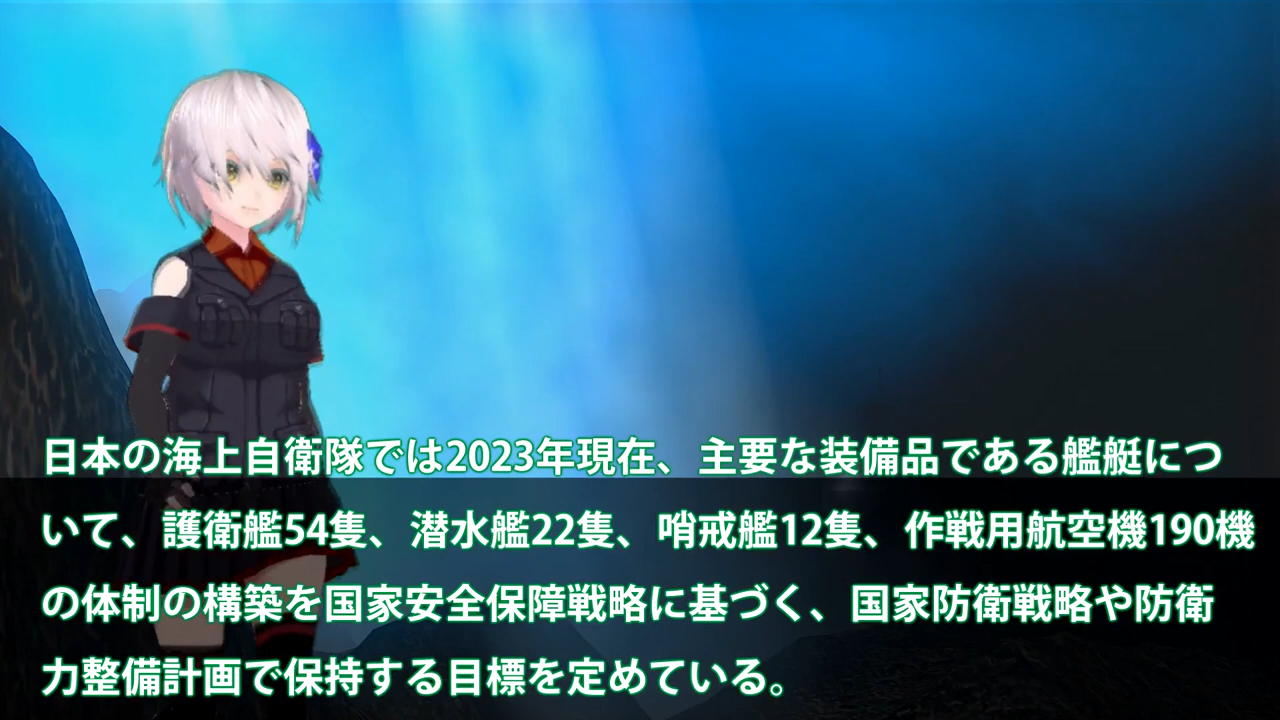 日本の海上自衛隊では2023年現在、主要な装備品である艦艇につ
いて、護衛艦54隻、潜水艦22隻、哨戒艦12隻、作戦用航空機190機
の体制の構築を国家安全保障戦略に基づく、国家防衛戦略や防衛
力整備計画で保持する目標を定めている。